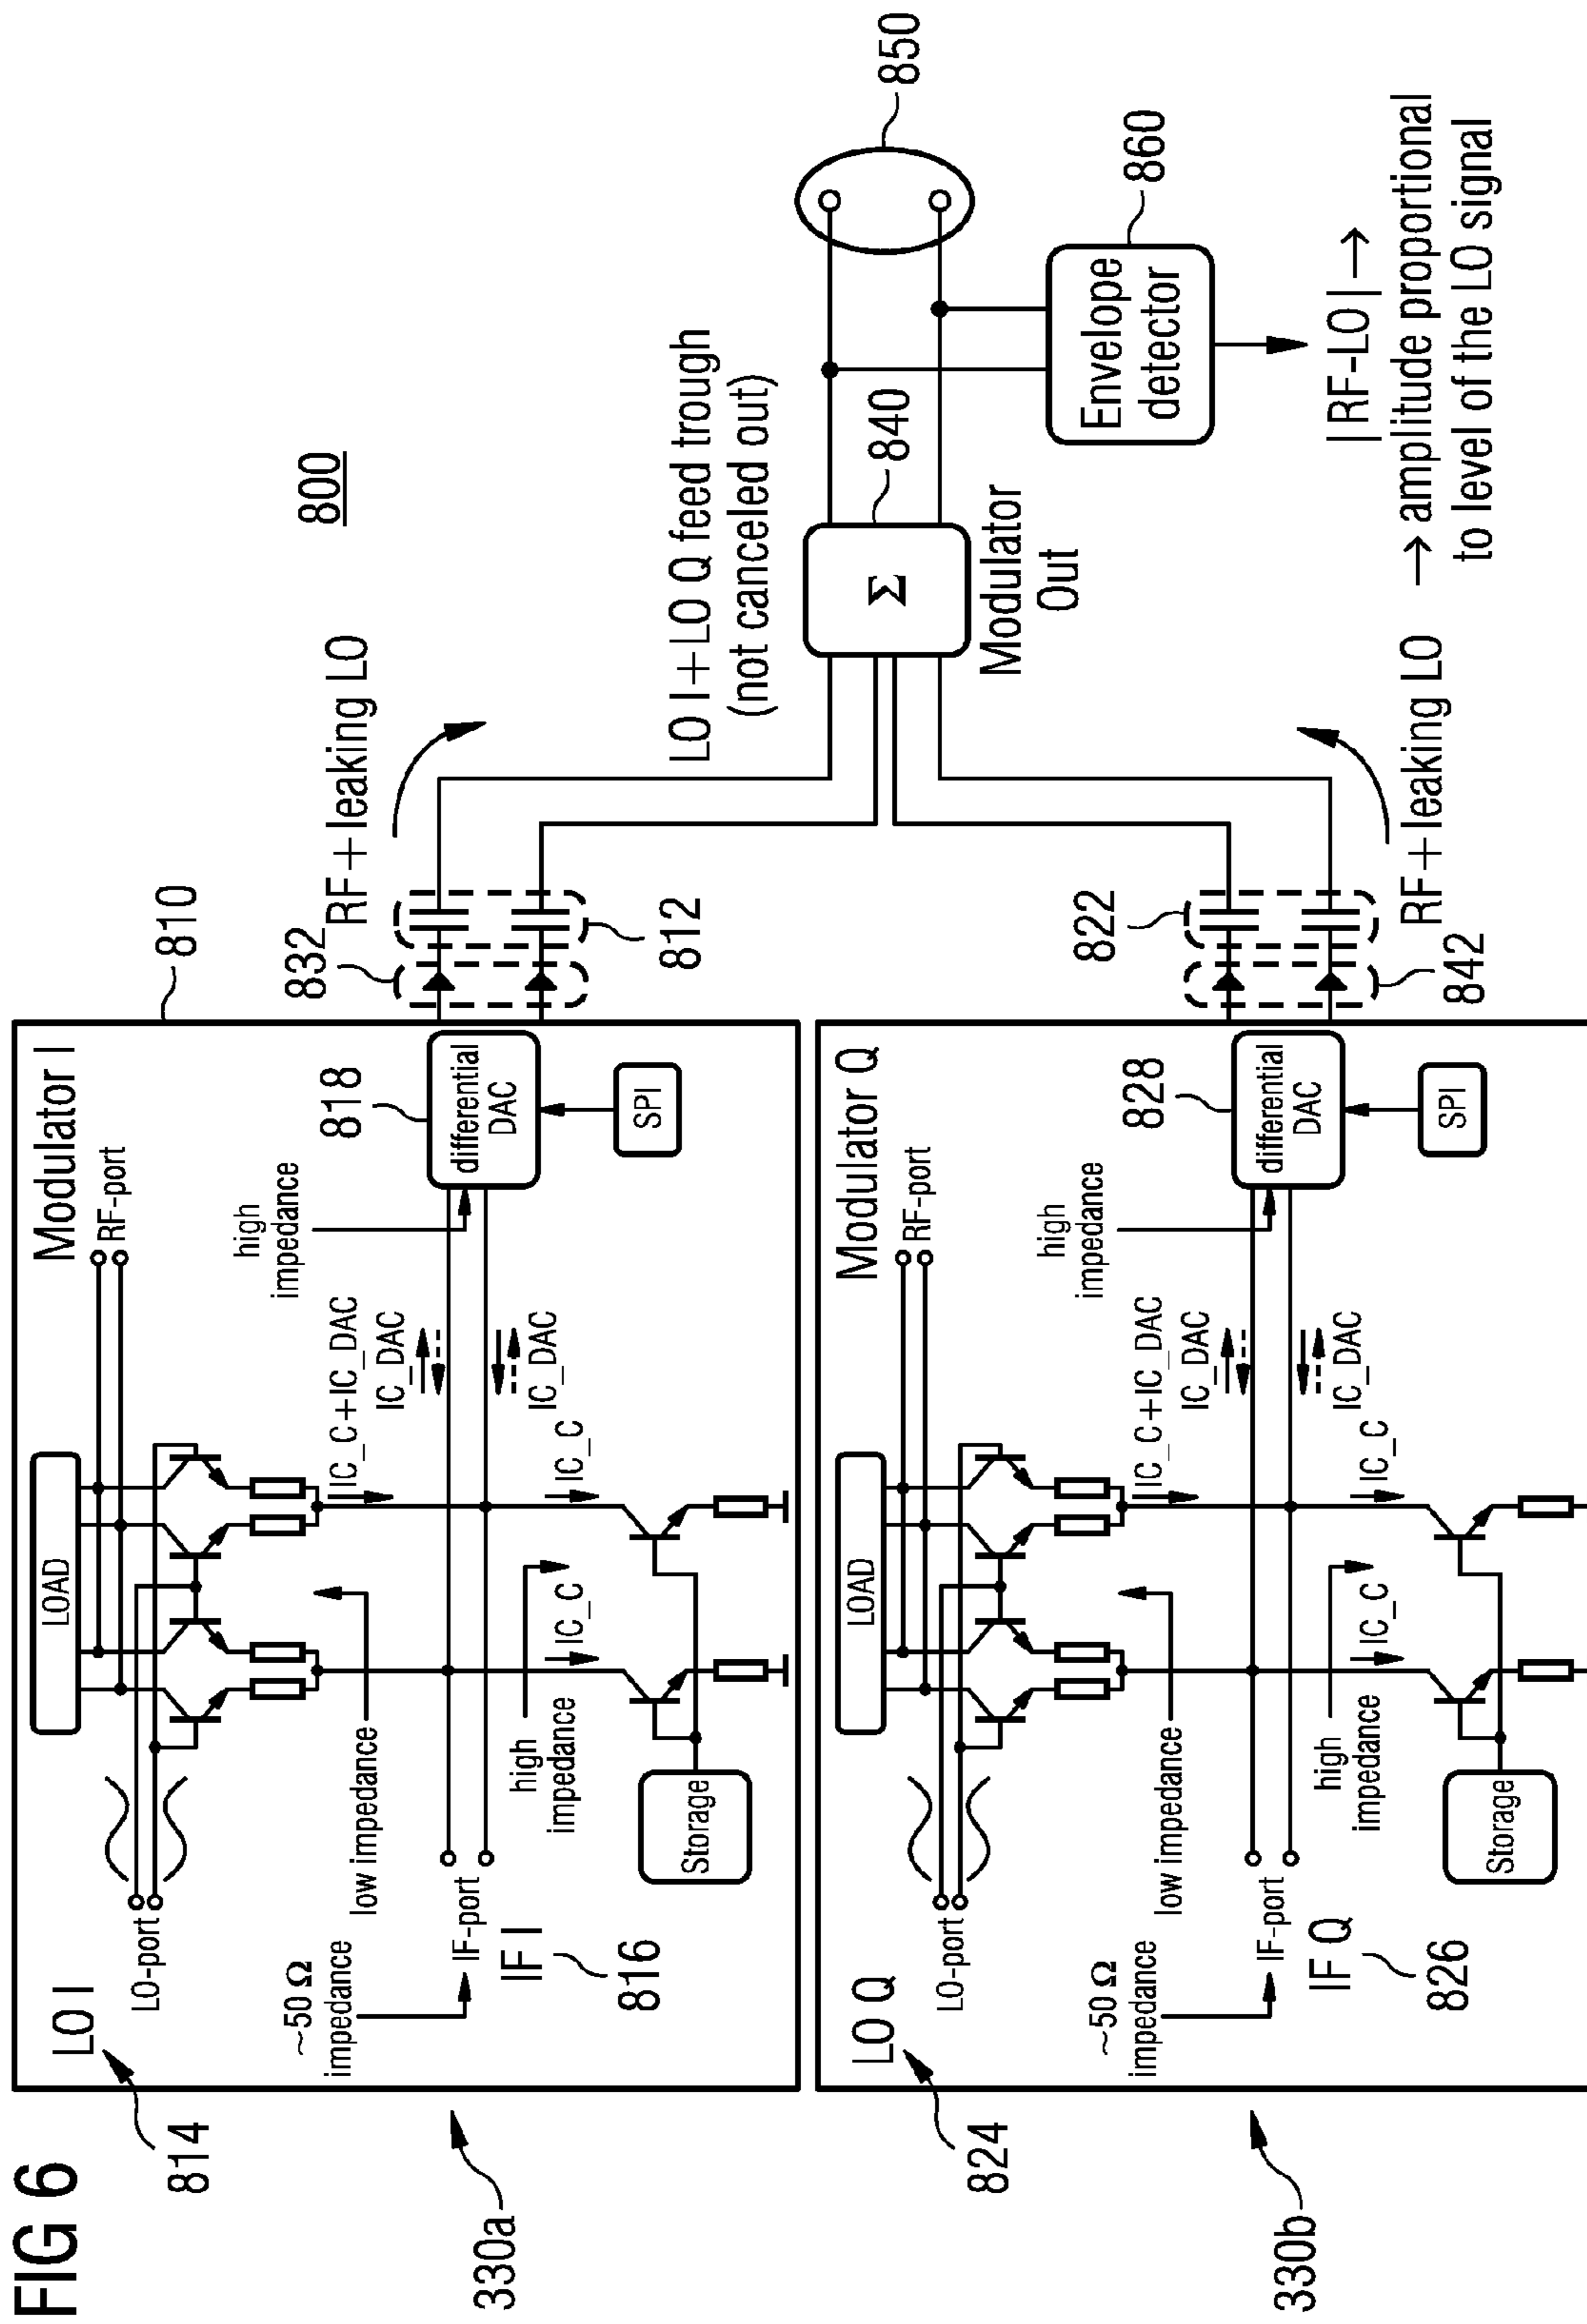 FIG 6
800
330a
814
LO I
810
Modulator I
LOAD
LO-port
RF-port
low impedance
IC_C+IC_DAC
IC_DAC
IC_DAC
high
impedance
818
differential
DAC
SPI
~50 Ω
impedance
IF-port
IF I
816
high
impedance
IC_C
IC_C
Storage
832
812
RF+leaking LO
330b
824
LO Q
Modulator Q
LOAD
LO-port
RF-port
low impedance
IC_C+IC_DAC
IC_DAC
IC_DAC
high
impedance
828
differential
DAC
SPI
~50 Ω
impedance
IF-port
IF Q
826
high
impedance
IC_C
IC_C
Storage
822
842
RF+leaking LO
LO I+LO Q feed trough
(not canceled out)
Σ
840
Modulator
Out
850
Envelope
detector
860
|RF-LO|→
→ amplitude proportional
to level of the LO signal